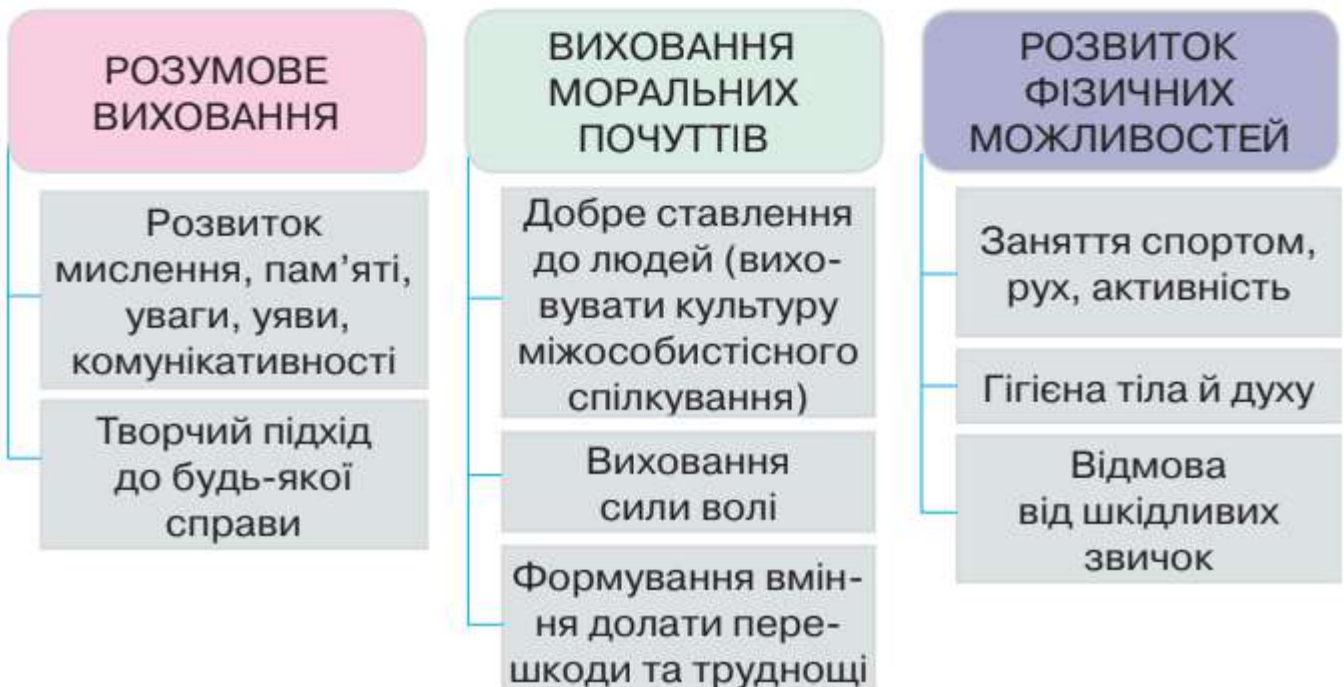 РОЗУМОВЕ
ВИХОВАННЯ
Розвиток
мислення, пам’яті,
уваги, уяви,
комунікативності
Творчий підхід
до будь-якої
справи
ВИХОВАННЯ
МОРАЛЬНИХ
ПОЧУТТІВ
Добре ставлення
до людей (вихо-
вувати культуру
міжособистісного
спілкування)
Виховання
сили волі
Формування вмін-
ня долати пере-
шкоди та труднощі
РОЗВИТОК
ФІЗИЧНИХ
МОЖЛИВОСТЕЙ
Заняття спортом,
рух, активність
Гігієна тіла й духу
Відмова
від шкідливих
звичок